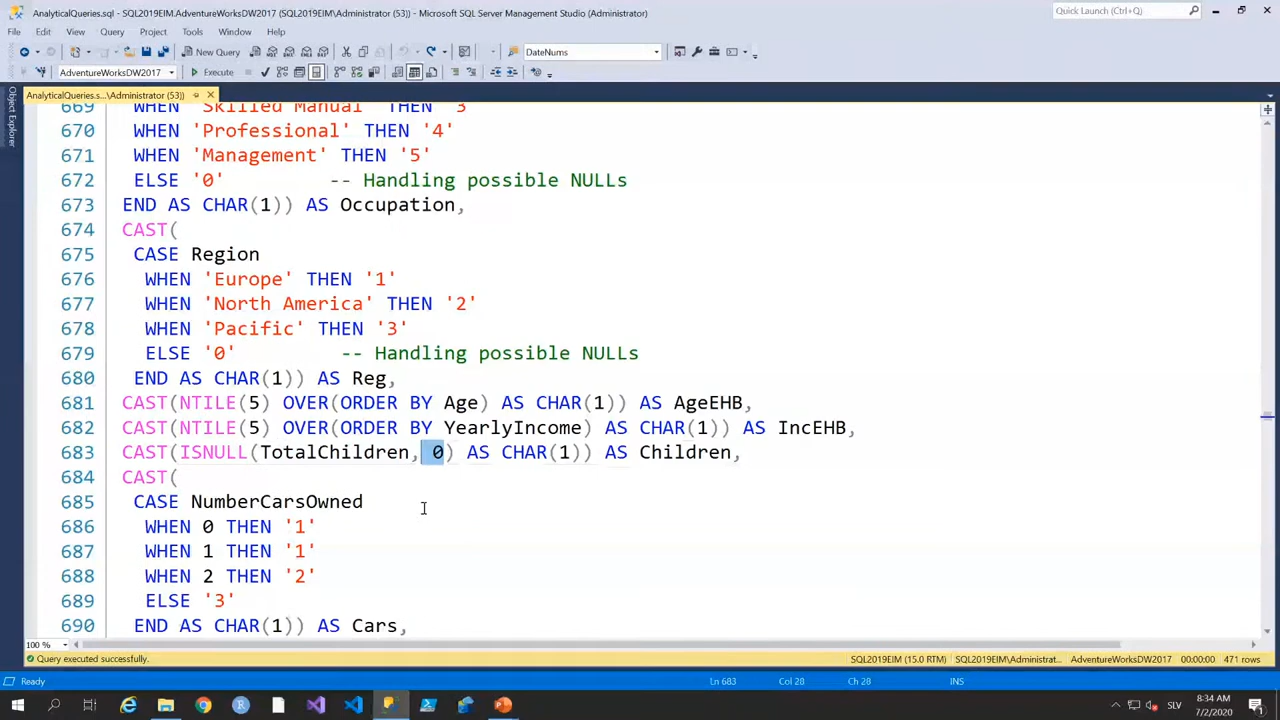 AnalyticalQueries.sql - SQL2019EIM.AdventureWorksDW2017 (SQL2019EIM\Administrator (53)) - Microsoft SQL Server Management Studio (Administrator)
Quick Launch (Ctrl+Q)
File Edit View Query Project Tools Window Help
New Query DateNums
AdventureWorksDW2017 Execute
AnalyticalQueries.s...\Administrator (53))
Object Explorer
669 WHEN 'Skilled Manual' THEN '3'
670 WHEN 'Professional' THEN '4'
671 WHEN 'Management' THEN '5'
672 ELSE '0' -- Handling possible NULLs
673 END AS CHAR(1)) AS Occupation,
674 CAST(
675 CASE Region
676 WHEN 'Europe' THEN '1'
677 WHEN 'North America' THEN '2'
678 WHEN 'Pacific' THEN '3'
679 ELSE '0' -- Handling possible NULLs
680 END AS CHAR(1)) AS Reg,
681 CAST(NTILE(5) OVER(ORDER BY Age) AS CHAR(1)) AS AgeEHB,
682 CAST(NTILE(5) OVER(ORDER BY YearlyIncome) AS CHAR(1)) AS IncEHB,
683 CAST(ISNULL(TotalChildren, 0) AS CHAR(1)) AS Children,
684 CAST(
685 CASE NumberCarsOwned
686 WHEN 0 THEN '1'
687 WHEN 1 THEN '1'
688 WHEN 2 THEN '2'
689 ELSE '3'
690 END AS CHAR(1)) AS Cars,
100 %
Query executed successfully. SQL2019EIM (15.0 RTM) SQL2019EIM\Administrat... AdventureWorksDW2017 00:00:00 471 rows
Ready Ln 683 Col 28 Ch 28 INS
SLV 8:34 AM
7/2/2020